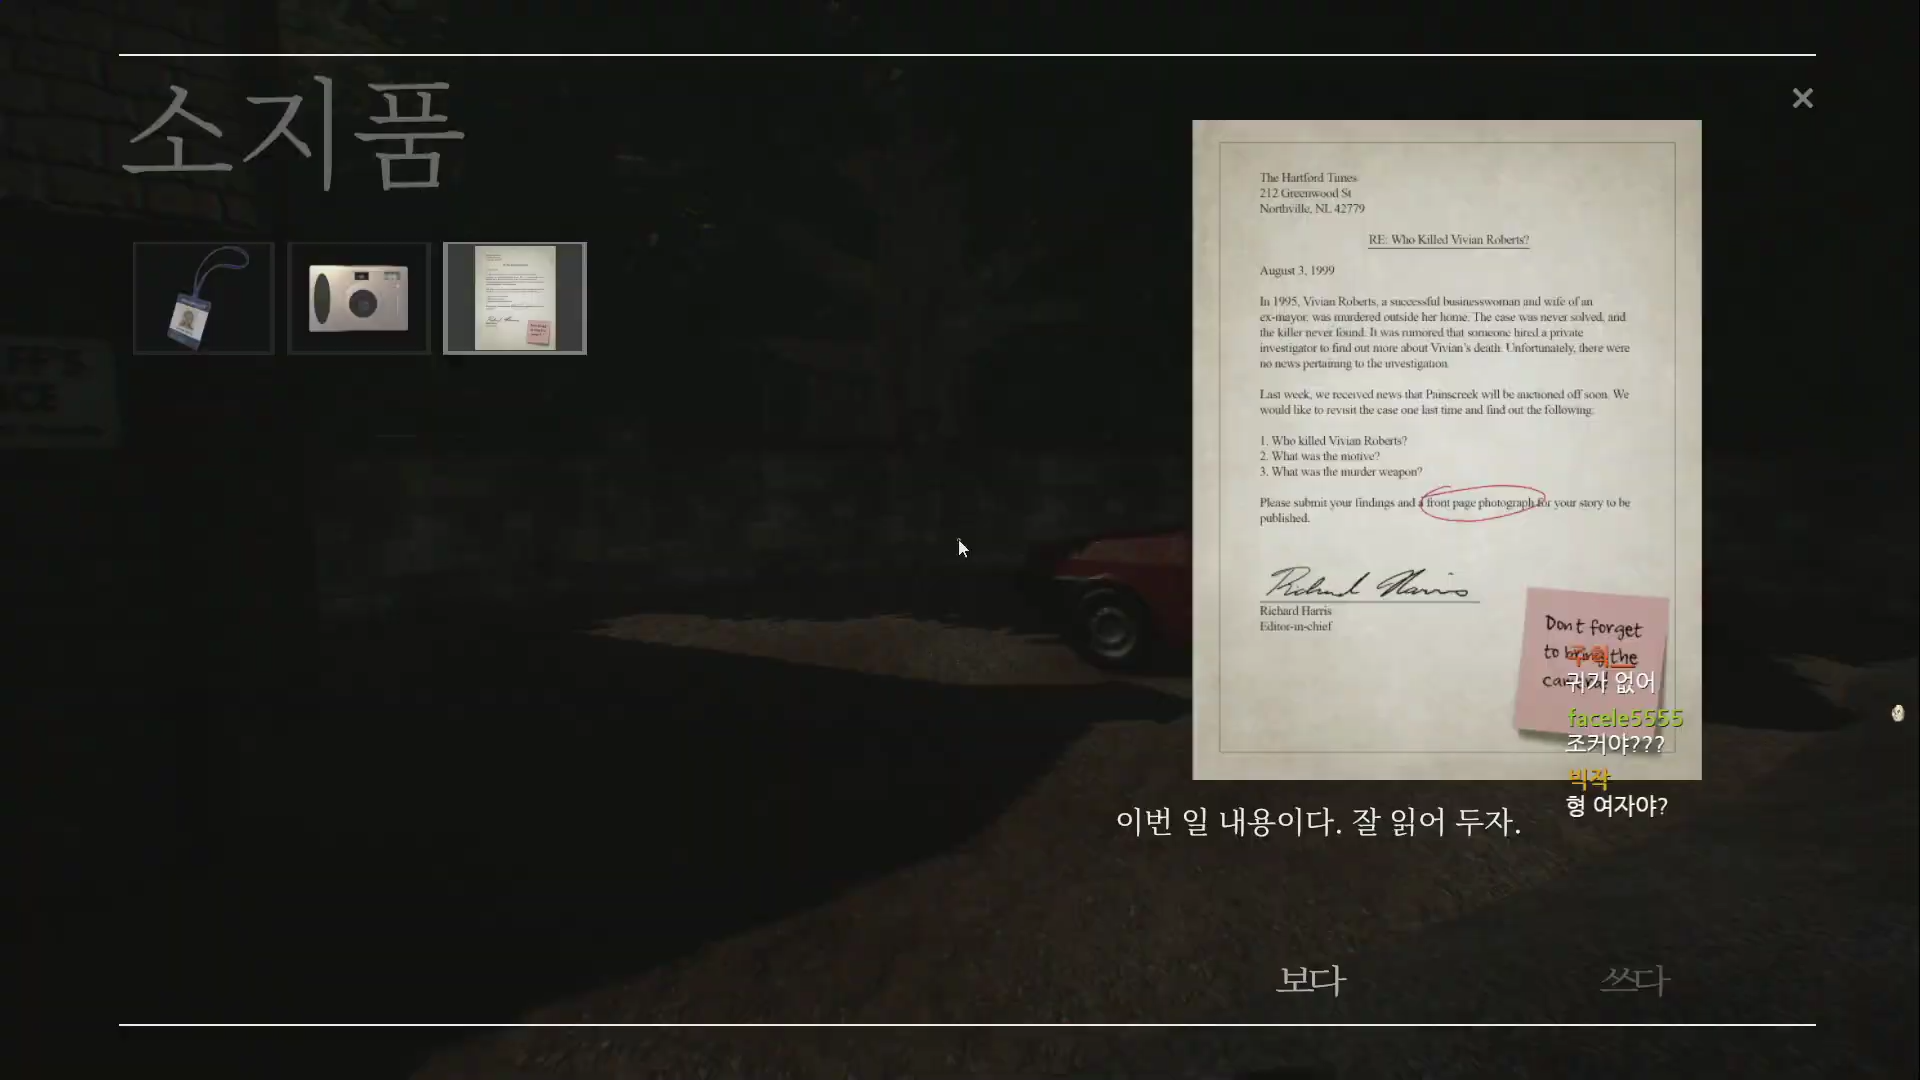 소지품
The Hartford Times
212 Greenwood St
Northville, NL 42779
RE: Who Killed Vivian Roberts?
August 3, 1999
In 1995, Vivian Roberts, a successful businesswoman and wife of an
ex-mayor, was murdered outside her home. The case was never solved, and
the killer never found. It was rumored that someone hired a private
investigator to find out more about Vivian's death. Unfortunately, there were
no news pertaining to the investigation.
Last week, we received news that Painscreek will be auctioned off soon. We
would like to revisit the case one last time and find out the following:
1. Who killed Vivian Roberts?
2. What was the motive?
3. What was the murder weapon?
Please submit your findings and a front page photograph for your story to be
published.
Richard Harris
Richard Harris
Editor-in-chief
Don't forget
to bring the
귀가 없어
facele5555
조커야???
빅작
형 여자야?
이번 일 내용이다. 잘 읽어 두자.
보다
쓰다